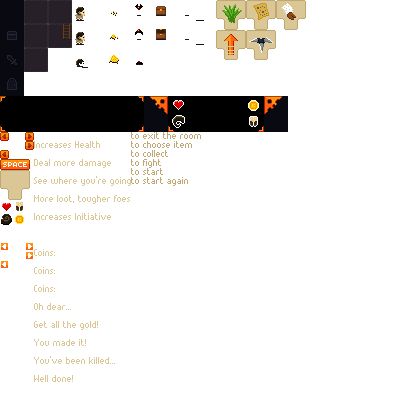 to exit the room
Increases Health
to choose item
to collect
SPACE
Deal more damage
to fight
to start
See where you're going
to start again
More loot, tougher foes
Increases Initiative
Coins:
Coins:
Coins:
Oh dear...
Get all the gold!
You made it!
You've been killed...
Well done!